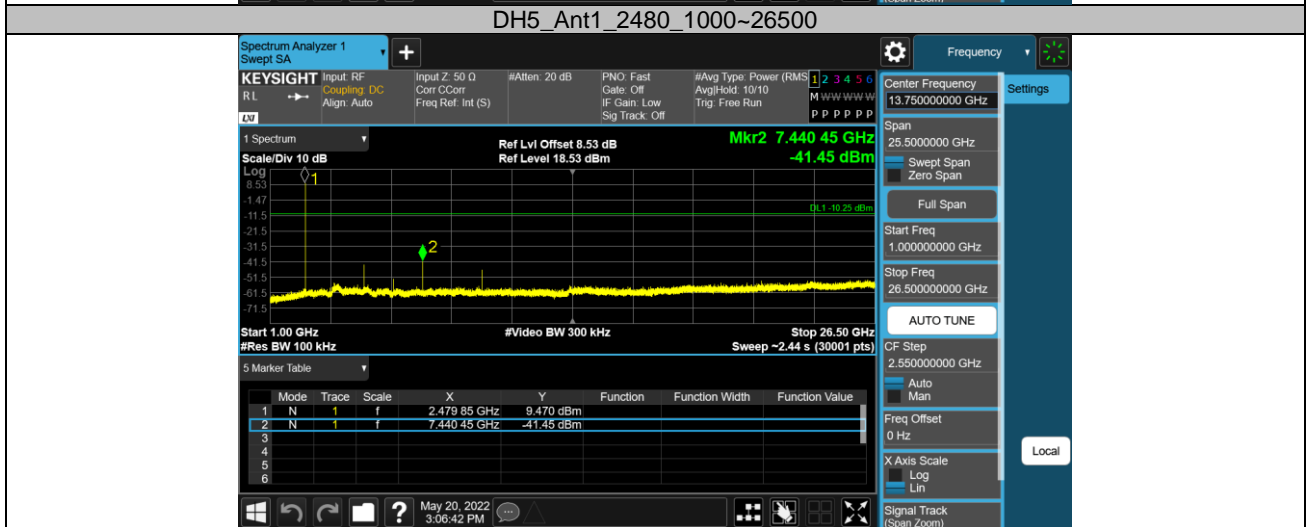 (Span Zoom)
DH5_Ant1_2480_1000~26500
Spectrum Analyzer 1
Swept SA
Frequency
KEYSIGHT
RL
LXI
Input: RF
Coupling: DC
Align: Auto
Input Z: 50 Ω
Corr CCorr
Freq Ref: Int (S)
#Atten: 20 dB
PNO: Fast
Gate: Off
IF Gain: Low
Sig Track: Off
#Avg Type: Power (RMS
Avg|Hold: 10/10
Trig: Free Run
1 2 3 4 5 6
M W W W W W
P P P P P P
1 Spectrum
Scale/Div 10 dB
Ref Lvl Offset 8.53 dB
Ref Level 18.53 dBm
Mkr2 7.440 45 GHz
-41.45 dBm
Log
8.53
-1.47
-11.5
-21.5
-31.5
-41.5
-51.5
-61.5
-71.5
1
2
DL1 -10.25 dBm
Start 1.00 GHz
#Res BW 100 kHz
#Video BW 300 kHz
Stop 26.50 GHz
Sweep ~2.44 s (30001 pts)
5 Marker Table
Mode Trace Scale X Y Function Function Width Function Value
1 N 1 f 2.479 85 GHz 9.470 dBm
2 N 1 f 7.440 45 GHz -41.45 dBm
3
4
5
6
?
May 20, 2022
3:06:42 PM
Center Frequency
13.750000000 GHz
Span
25.5000000 GHz
Swept Span
Zero Span
Full Span
Start Freq
1.000000000 GHz
Stop Freq
26.500000000 GHz
AUTO TUNE
CF Step
2.550000000 GHz
Auto
Man
Freq Offset
0 Hz
X Axis Scale
Log
Lin
Signal Track
(Span Zoom)
Settings
Local